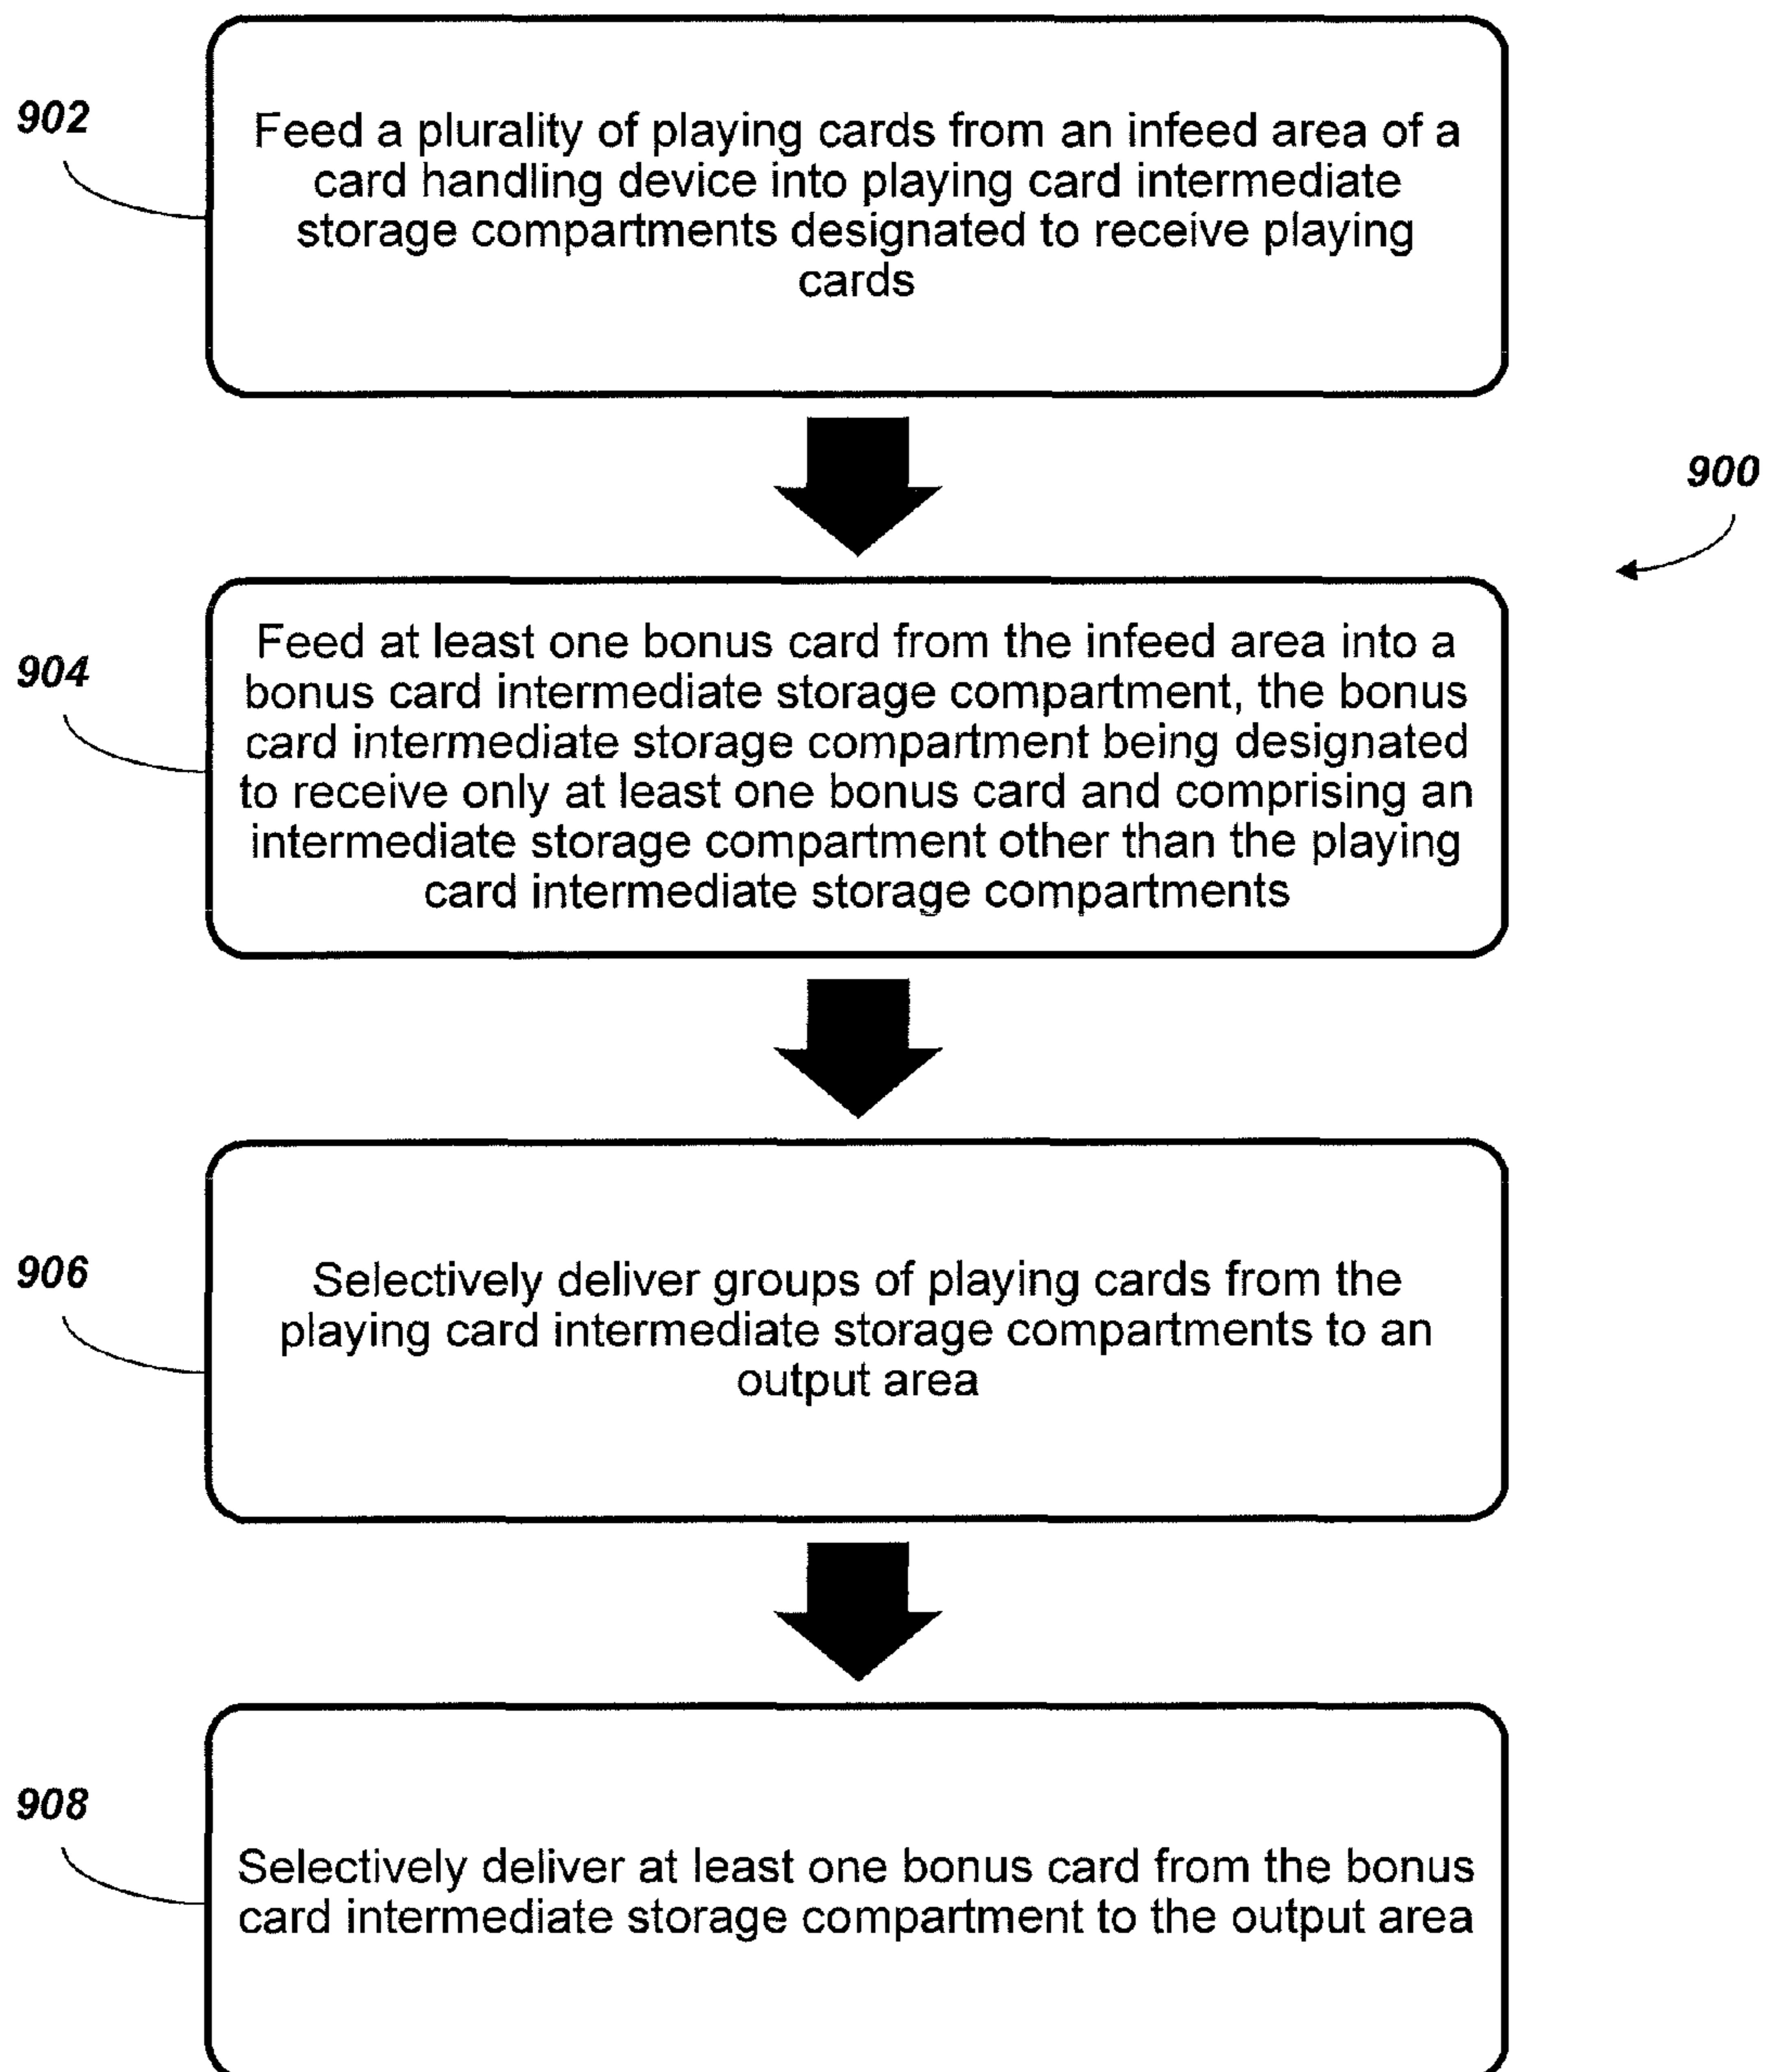 902
Feed a plurality of playing cards from an infeed area of a
card handling device into playing card intermediate
storage compartments designated to receive playing
cards
900
904
Feed at least one bonus card from the infeed area into a
bonus card intermediate storage compartment, the bonus
card intermediate storage compartment being designated
to receive only at least one bonus card and comprising an
intermediate storage compartment other than the playing
card intermediate storage compartments
906
Selectively deliver groups of playing cards from the
playing card intermediate storage compartments to an
output area
908
Selectively deliver at least one bonus card from the bonus
card intermediate storage compartment to the output area